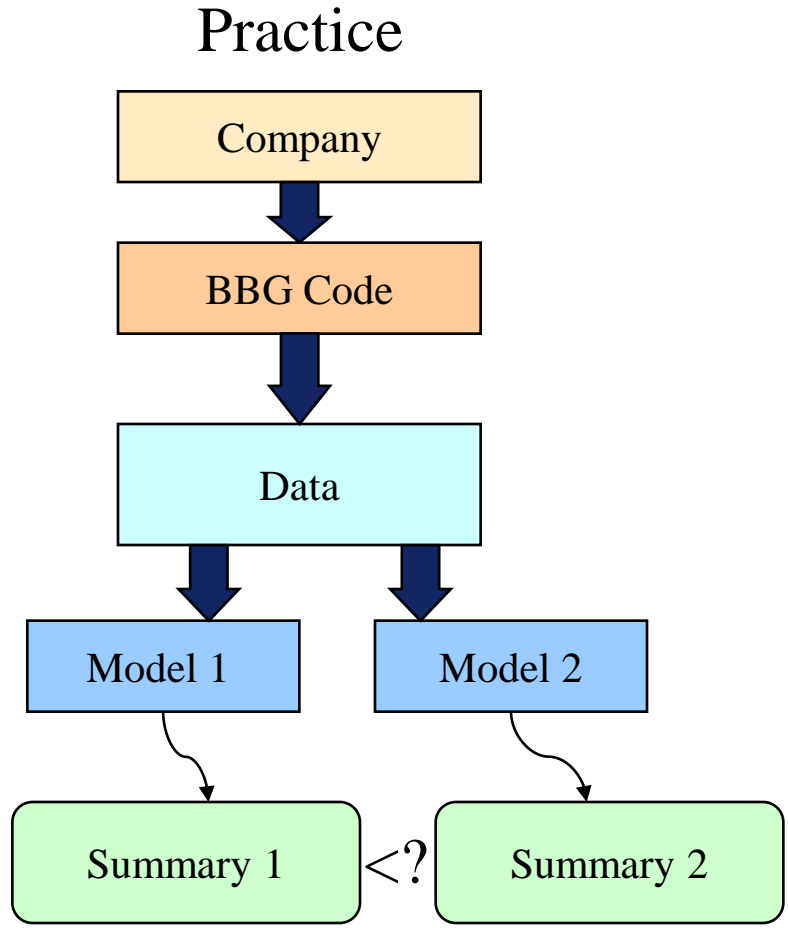 Practice
Company
BBG Code
Data
Model 1
Model 2
Summary 1
<?
Summary 2